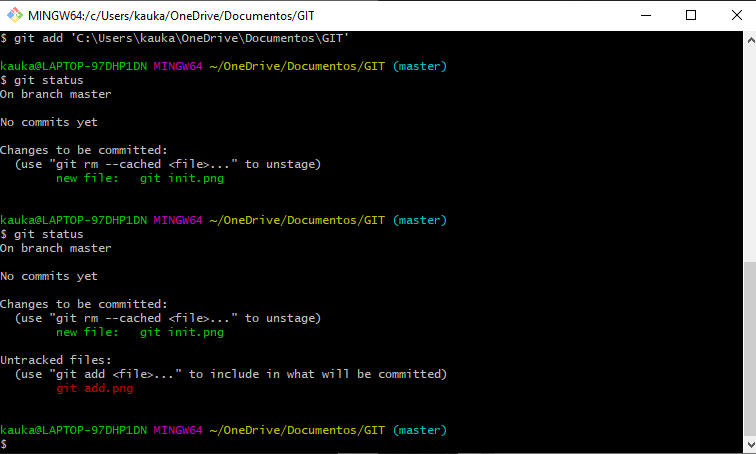 MINGW64:/c/Users/kauka/OneDrive/Documentos/GIT
$ git add 'C:\Users\kauka\OneDrive\Documentos\GIT'
kauka@LAPTOP-97DHP1DN MINGW64 ~/OneDrive/Documentos/GIT (master)
$ git status
On branch master
No commits yet
Changes to be committed:
(use "git rm --cached <file>..." to unstage)
new file: git init.png
kauka@LAPTOP-97DHP1DN MINGW64 ~/OneDrive/Documentos/GIT (master)
$ git status
On branch master
No commits yet
Changes to be committed:
(use "git rm --cached <file>..." to unstage)
new file: git init.png
Untracked files:
(use "git add <file>..." to include in what will be committed)
git add.png
kauka@LAPTOP-97DHP1DN MINGW64 ~/OneDrive/Documentos/GIT (master)
$